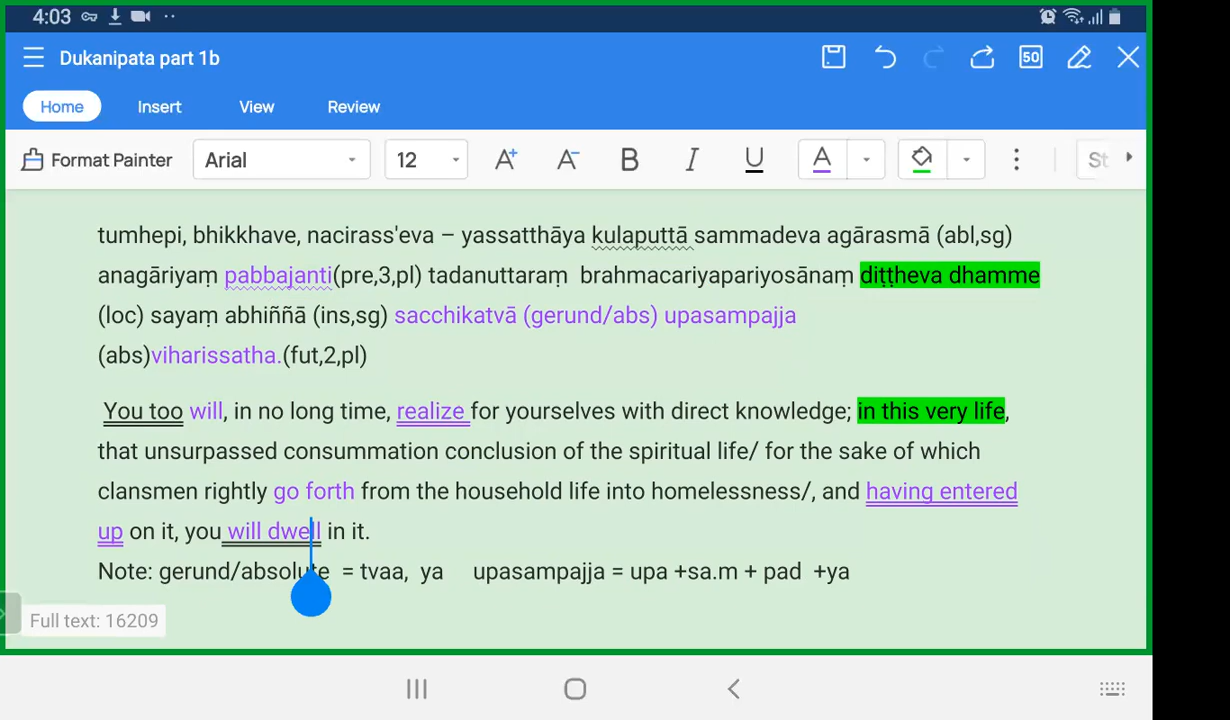 4:03
Dukanipata part 1b
50
Home Insert View Review
Format Painter Arial 12 A+ A- B I U A St
tumhepi, bhikkhave, nacirass'eva – yassatthāya kulaputtā sammadeva agārasmā (abl,sg)
anagāriyaṃ pabbajanti(pre,3,pl) tadanuttaraṃ brahmacariyapariyosānaṃ diṭṭheva dhamme
(loc) sayaṃ abhiññā (ins,sg) sacchikatvā (gerund/abs) upasampajja
(abs)viharissatha.(fut,2,pl)
You too will, in no long time, realize for yourselves with direct knowledge; in this very life,
that unsurpassed consummation conclusion of the spiritual life/ for the sake of which
clansmen rightly go forth from the household life into homelessness/, and having entered
up on it, you will dwell in it.
Note: gerund/absolute = tvaa, ya upasampajja = upa +sa.m + pad +ya
Full text: 16209